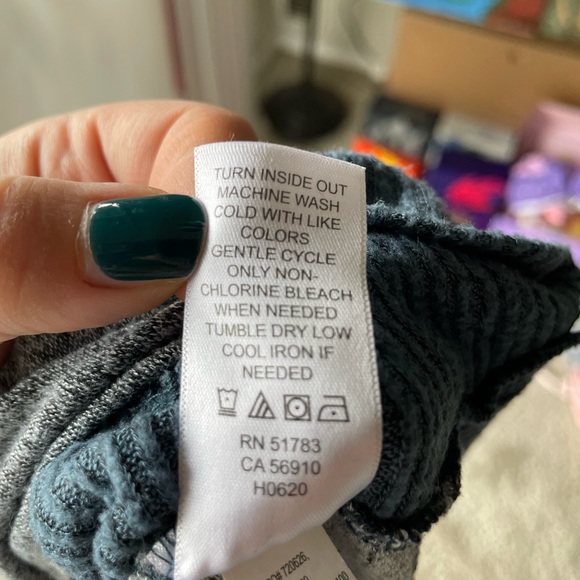 TURN INSIDE OUT
MACHINE WASH
COLD WITH LIKE
COLORS
GENTLE CYCLE
ONLY NON-
CHLORINE BLEACH
WHEN NEEDED
TUMBLE DRY LOW
COOL IRON IF
NEEDED
RN 51783
CA 56910
H0620
720626,